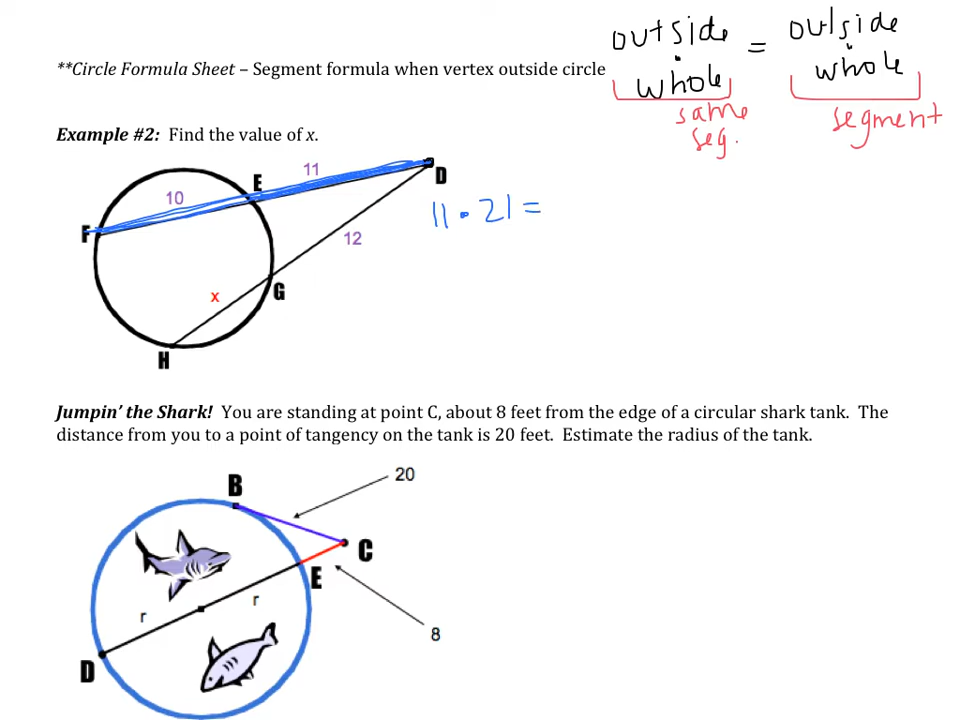 outside = outside
**Circle Formula Sheet – Segment formula when vertex outside circle
· whole · whole
same seg.
segment
Example #2: Find the value of x.
F
10
E
11
D
12
x
G
H
11 · 21 =
Jumpin' the Shark! You are standing at point C, about 8 feet from the edge of a circular shark tank. The
distance from you to a point of tangency on the tank is 20 feet. Estimate the radius of the tank.
B
20
C
E
r
r
8
D